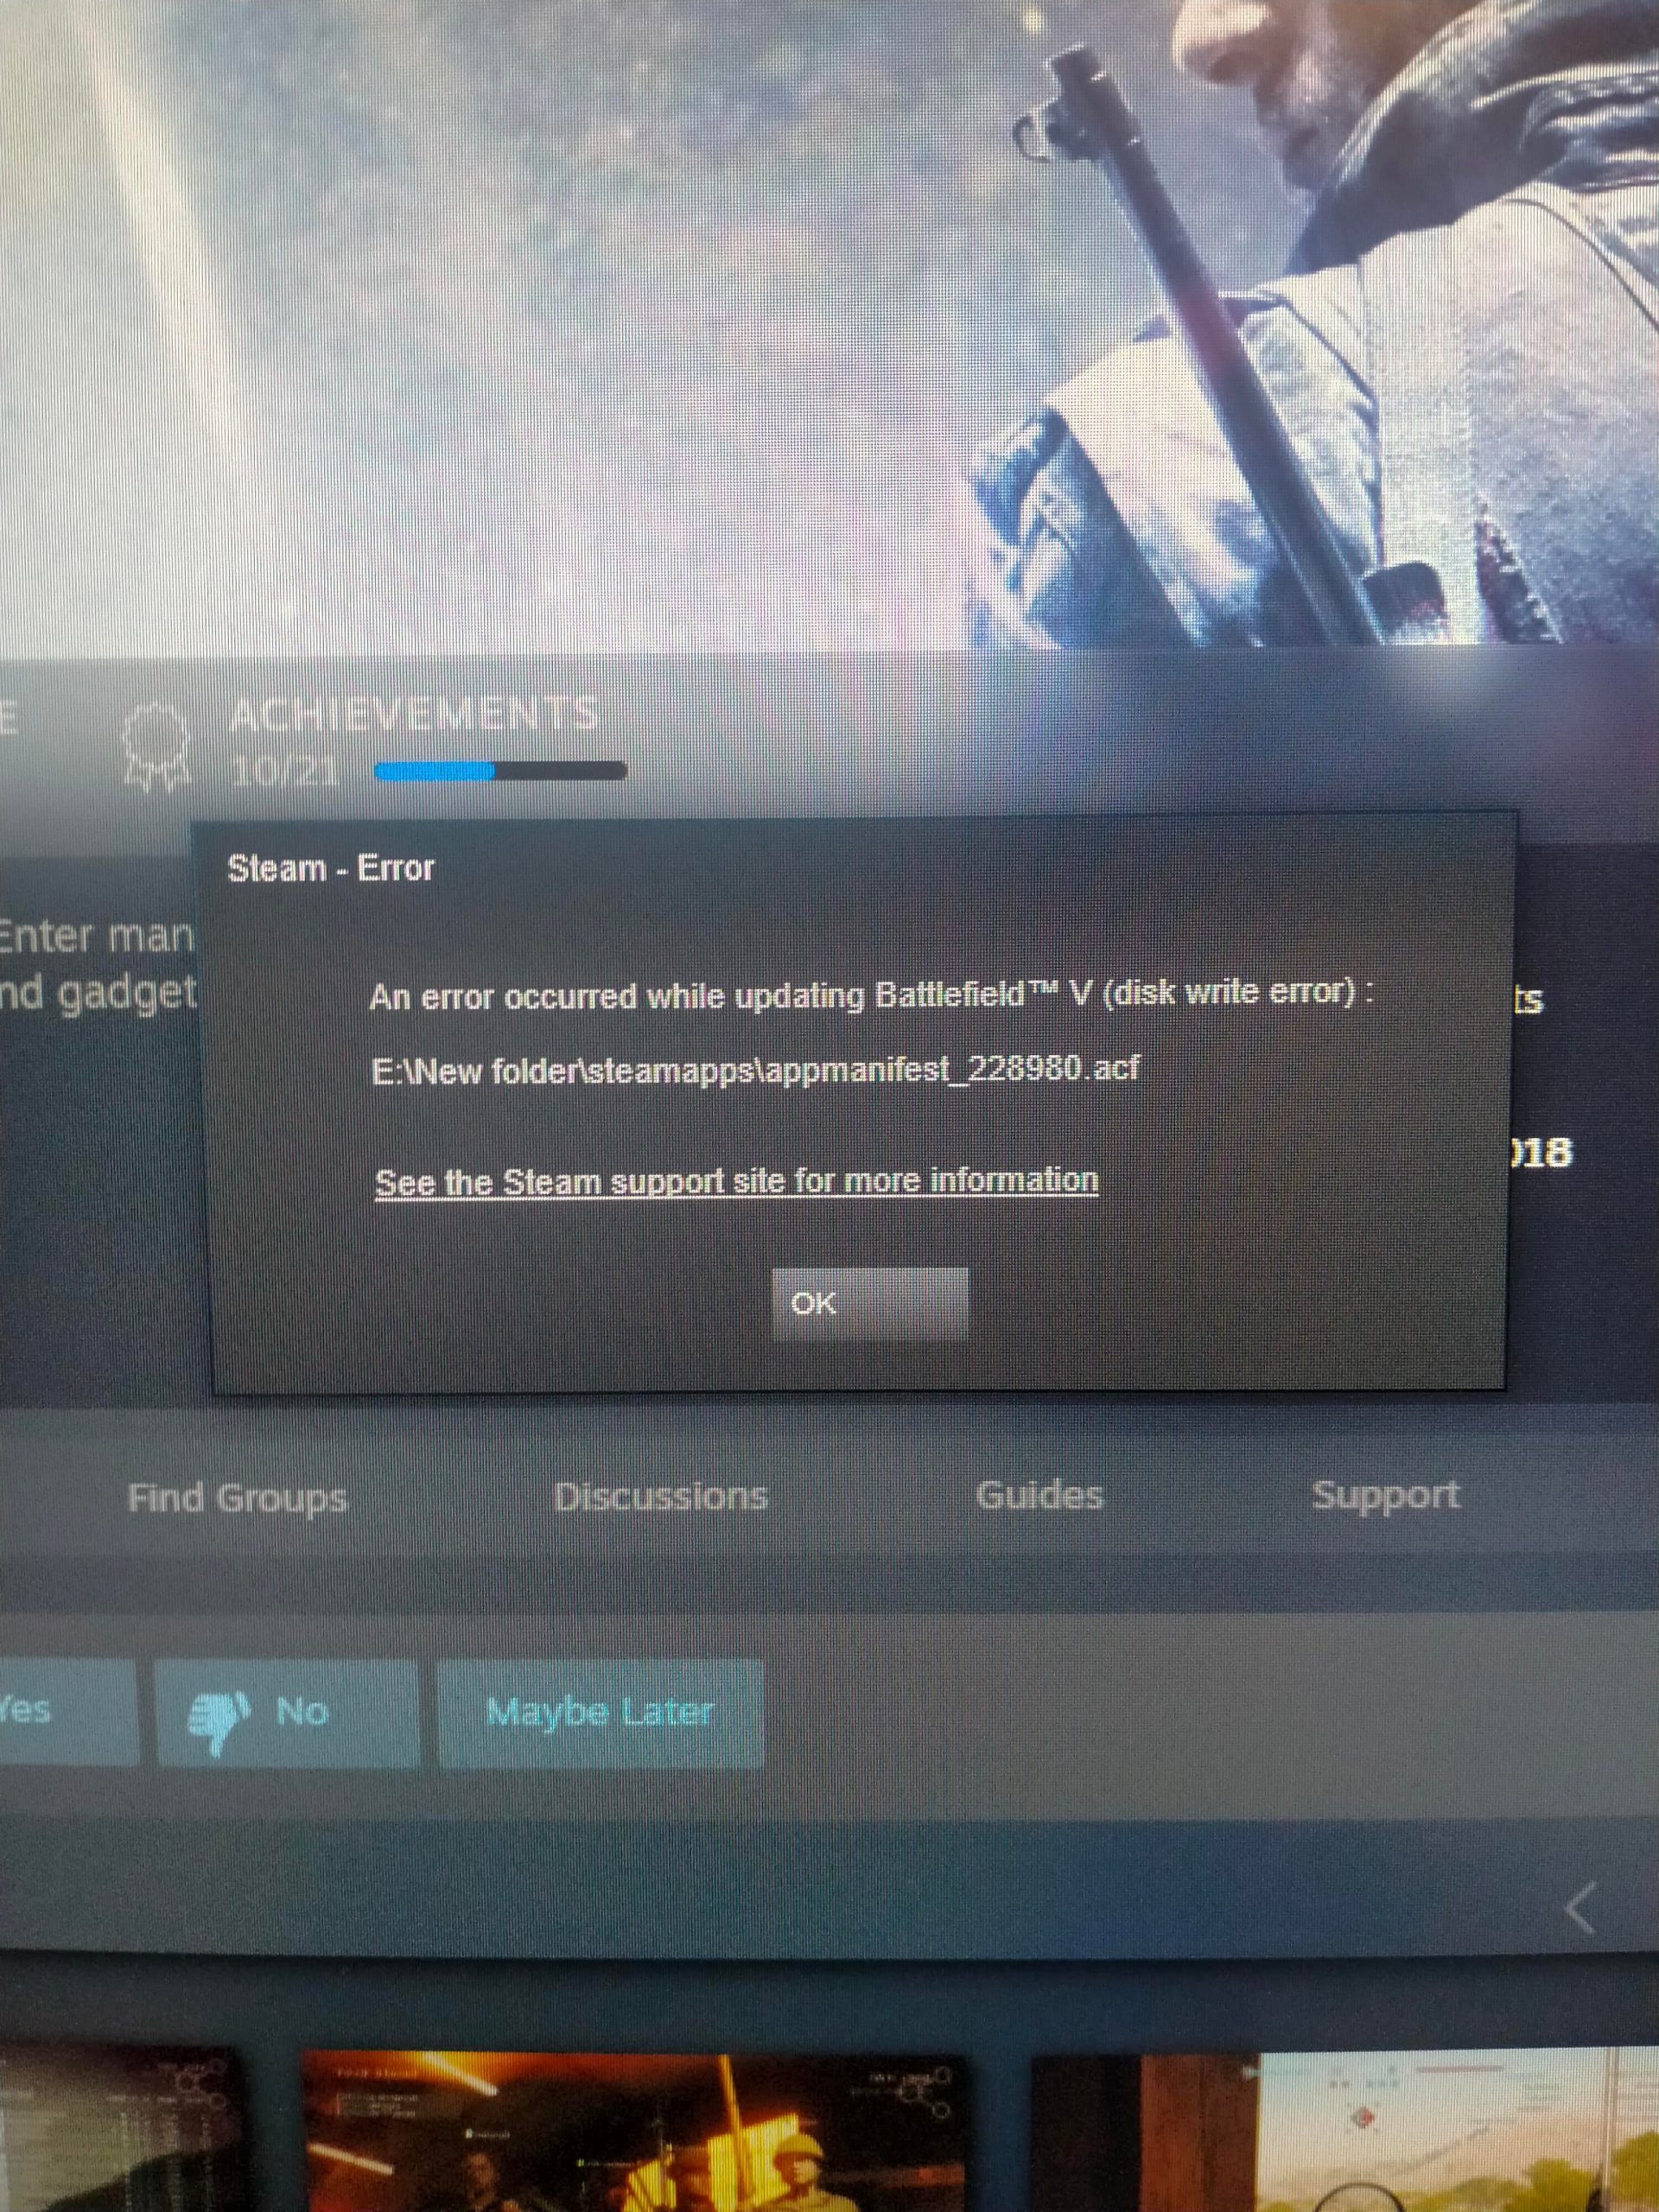 E
ACHIEVEMENTS
10/21
Steam - Error
Enter man
nd gadget
An error occurred while updating Battlefield™ V (disk write error) :
ts
E:\New folder\steamapps\appmanifest_228980.acf
018
See the Steam support site for more information
OK
Find Groups Discussions Guides Support
Yes No Maybe Later